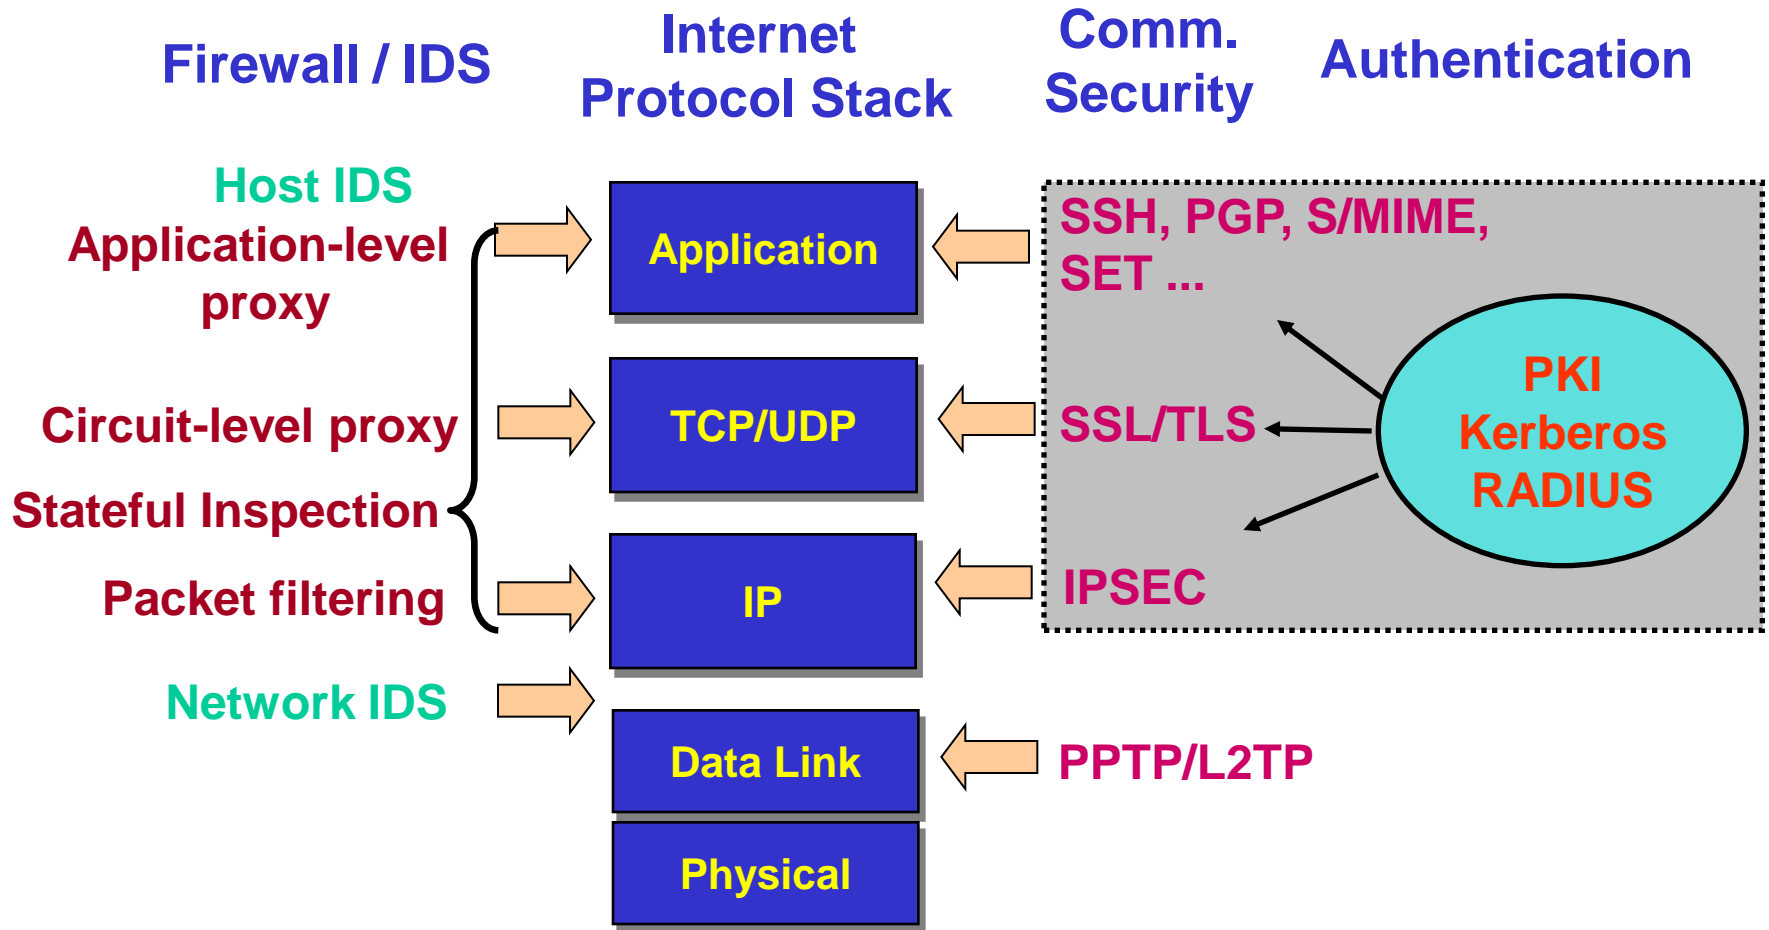 Firewall / IDS
Internet
Protocol Stack
Comm.
Security
Authentication
Host IDS
Application-level
proxy
Circuit-level proxy
Stateful Inspection
Packet filtering
Network IDS
Application
TCP/UDP
IP
Data Link
Physical
SSH, PGP, S/MIME,
SET ...
SSL/TLS
IPSEC
PPTP/L2TP
PKI
Kerberos
RADIUS